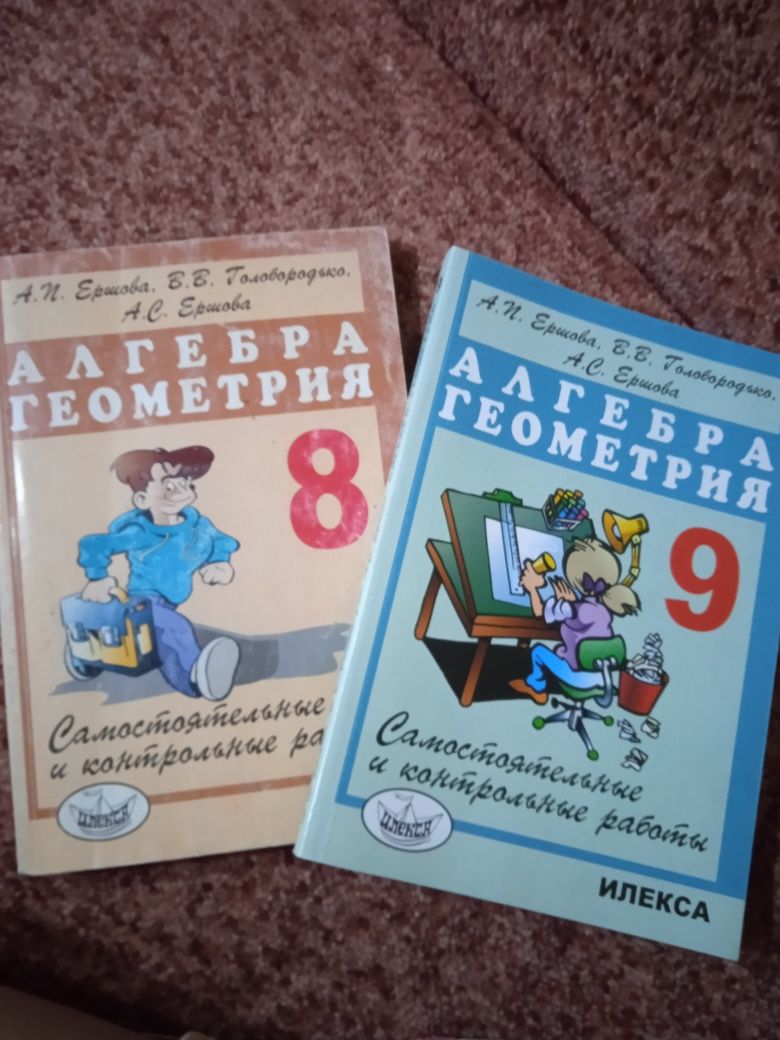 А.П. Ершова, В.В. Голобородько,
А.С. Ершова
АЛГЕБРА
ГЕОМЕТРИЯ
8
Самостоятельные
и контрольные ра
ИЛЕКСА
А.П. Ершова, В.В. Голобородько,
А.С. Ершова
АЛГЕБРА
ГЕОМЕТРИЯ
9
Самостоятельные
и контрольные работы
ИЛЕКСА
ИЛЕКСА